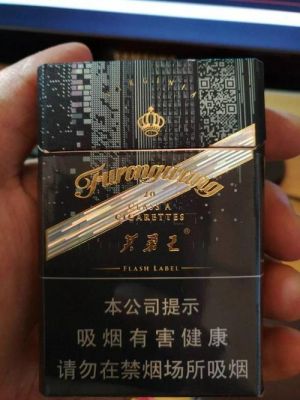 LEGEND
Furongwang
20
CLASS A
CIGARETTES
芙蓉王®
FLASH LABEL
本公司提示
吸烟有害健康
请勿在禁烟场所吸烟